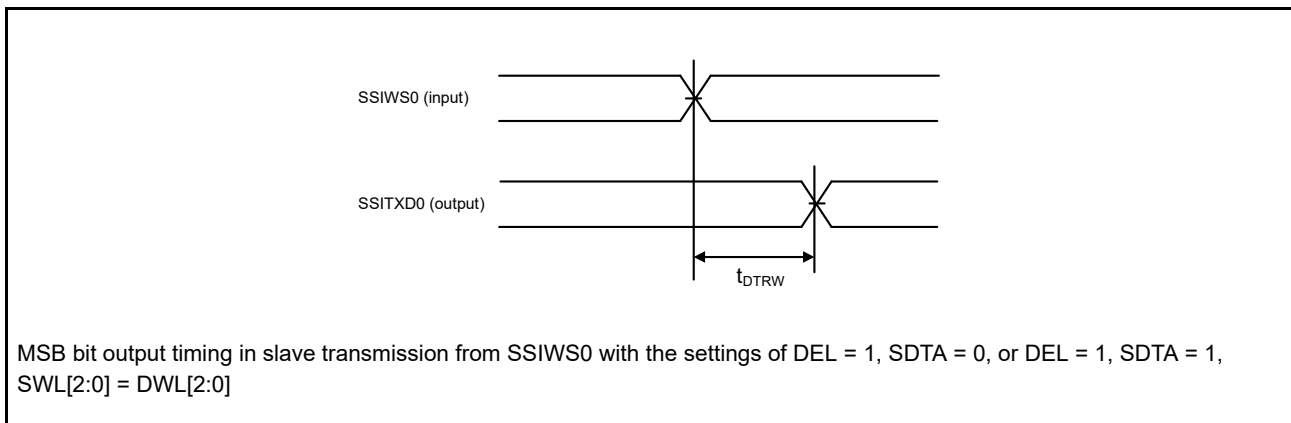 SSIWS0 (input)
SSITXD0 (output)
tDTRW
MSB bit output timing in slave transmission from SSIWS0 with the settings of DEL = 1, SDTA = 0, or DEL = 1, SDTA = 1,
SWL[2:0] = DWL[2:0]